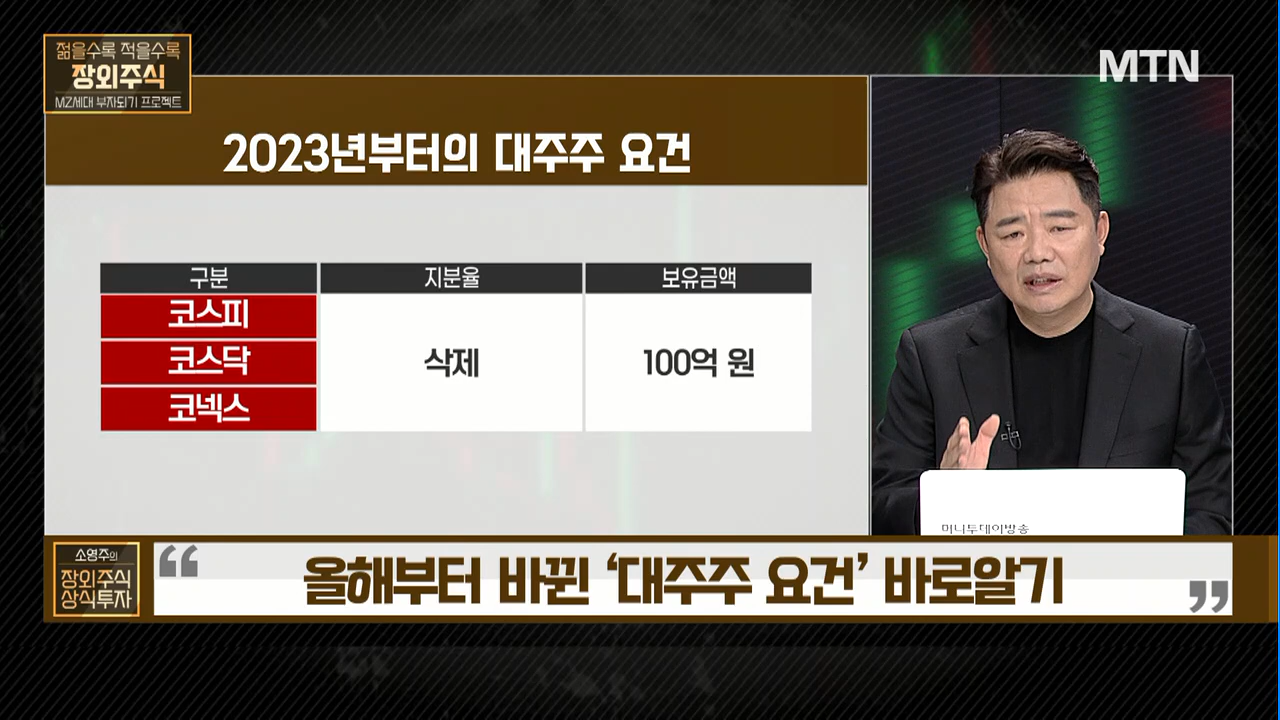 젊을수록 적을수록
장외주식
MZ세대 부자되기 프로젝트
MTN
2023년부터의 대주주 요건
구분 지분율 보유금액
코스피
코스닥
코넥스
삭제 100억 원
머니투데이방송
소영주의
장외주식
상식투자
“ 올해부터 바뀐 ‘대주주 요건’ 바로알기 ”